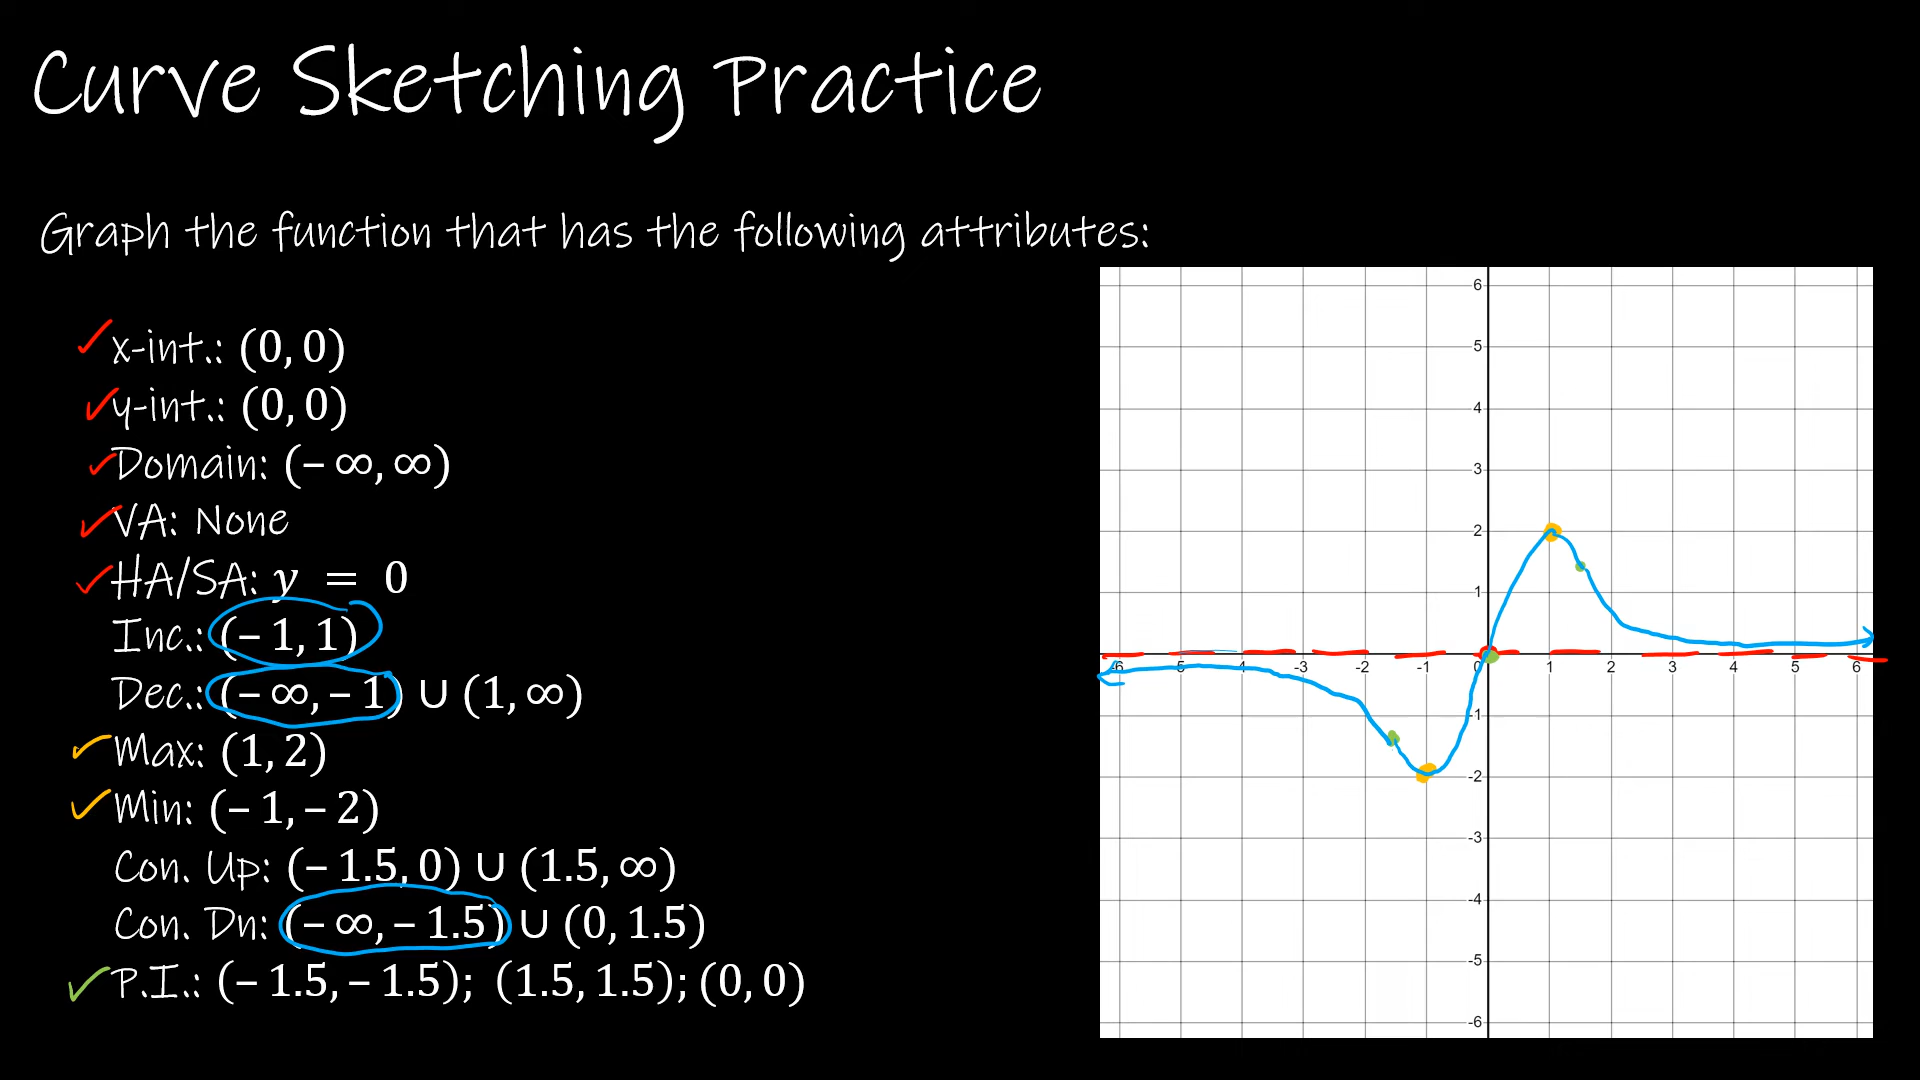 Curve Sketching Practice
Graph the function that has the following attributes:
x-int.: (0, 0)
y-int.: (0, 0)
Domain: (− ∞, ∞)
VA: None
HA/SA: y = 0
Inc.: (− 1, 1)
Dec.: (− ∞, − 1) ∪ (1, ∞)
Max: (1, 2)
Min: (− 1, − 2)
Con. Up: (− 1.5, 0) ∪ (1.5, ∞)
Con. Dn: (− ∞, − 1.5) ∪ (0, 1.5)
P.I.: (− 1.5, − 1.5); (1.5, 1.5); (0, 0)
6
5
4
3
2
1
-6 -5 -4 -3 -2 -1 0 1 2 3 4 5 6
-1
-2
-3
-4
-5
-6